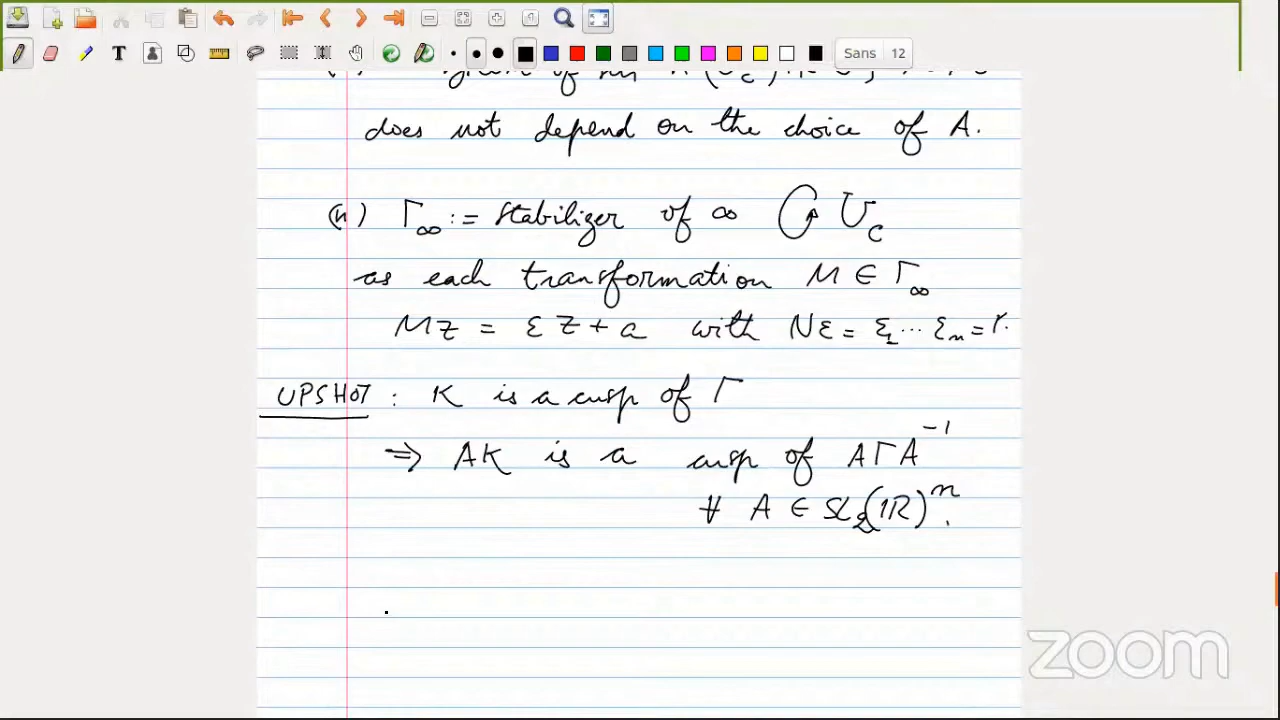 Sans 12
does not depend on the choice of A.
(ii) Γ∞ := stabilizer of ∞ ↻ U_c
as each transformation M ∈ Γ∞
Mz = εz + a with Nε = ε₁ ⋯ εₙ = 1.
UPSHOT : K is a cusp of Γ
⇒ AK is a cusp of AΓA⁻¹
∀ A ∈ SL₂(ℝ)ⁿ.
zoom